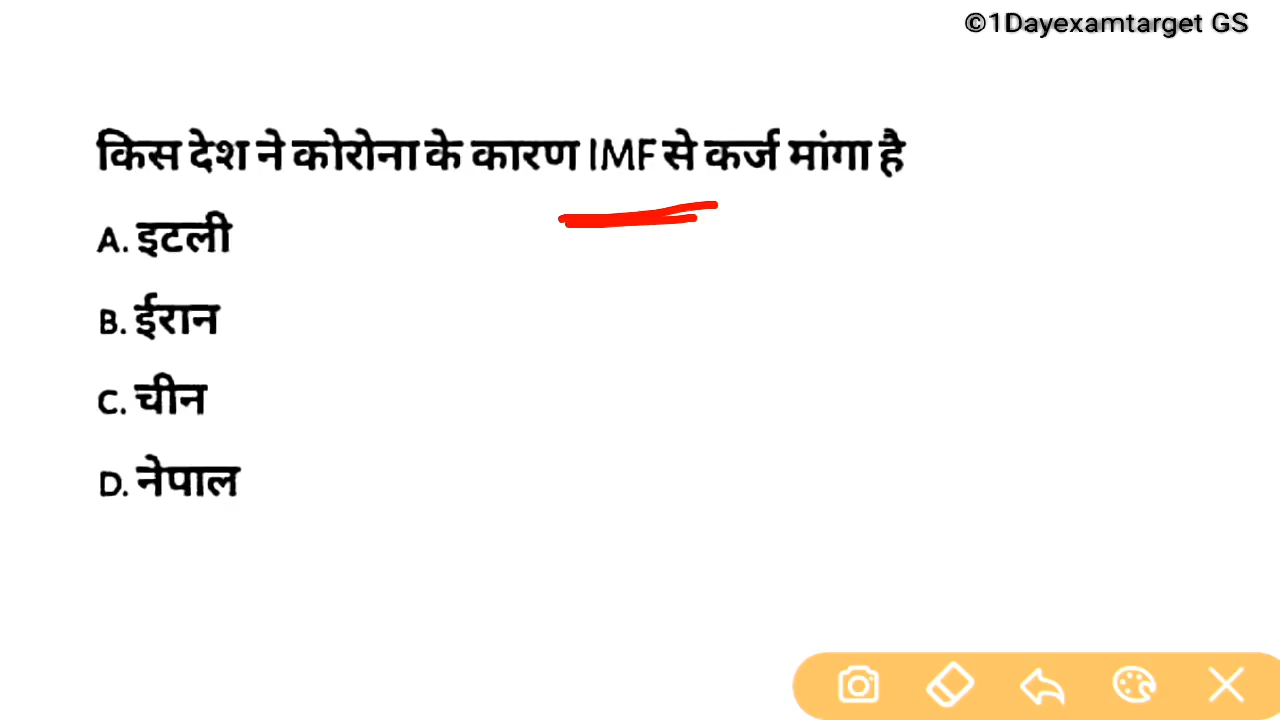 ©1Dayexamtarget GS
किस देश ने कोरोना के कारण IMF से कर्ज मांगा है
A. इटली
B. ईरान
C. चीन
D. नेपाल